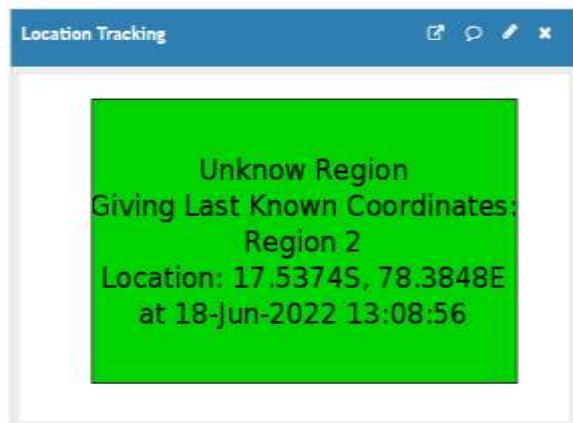 Location Tracking
Unknow Region
Giving Last Known Coordinates:
Region 2
Location: 17.5374S, 78.3848E
at 18-Jun-2022 13:08:56